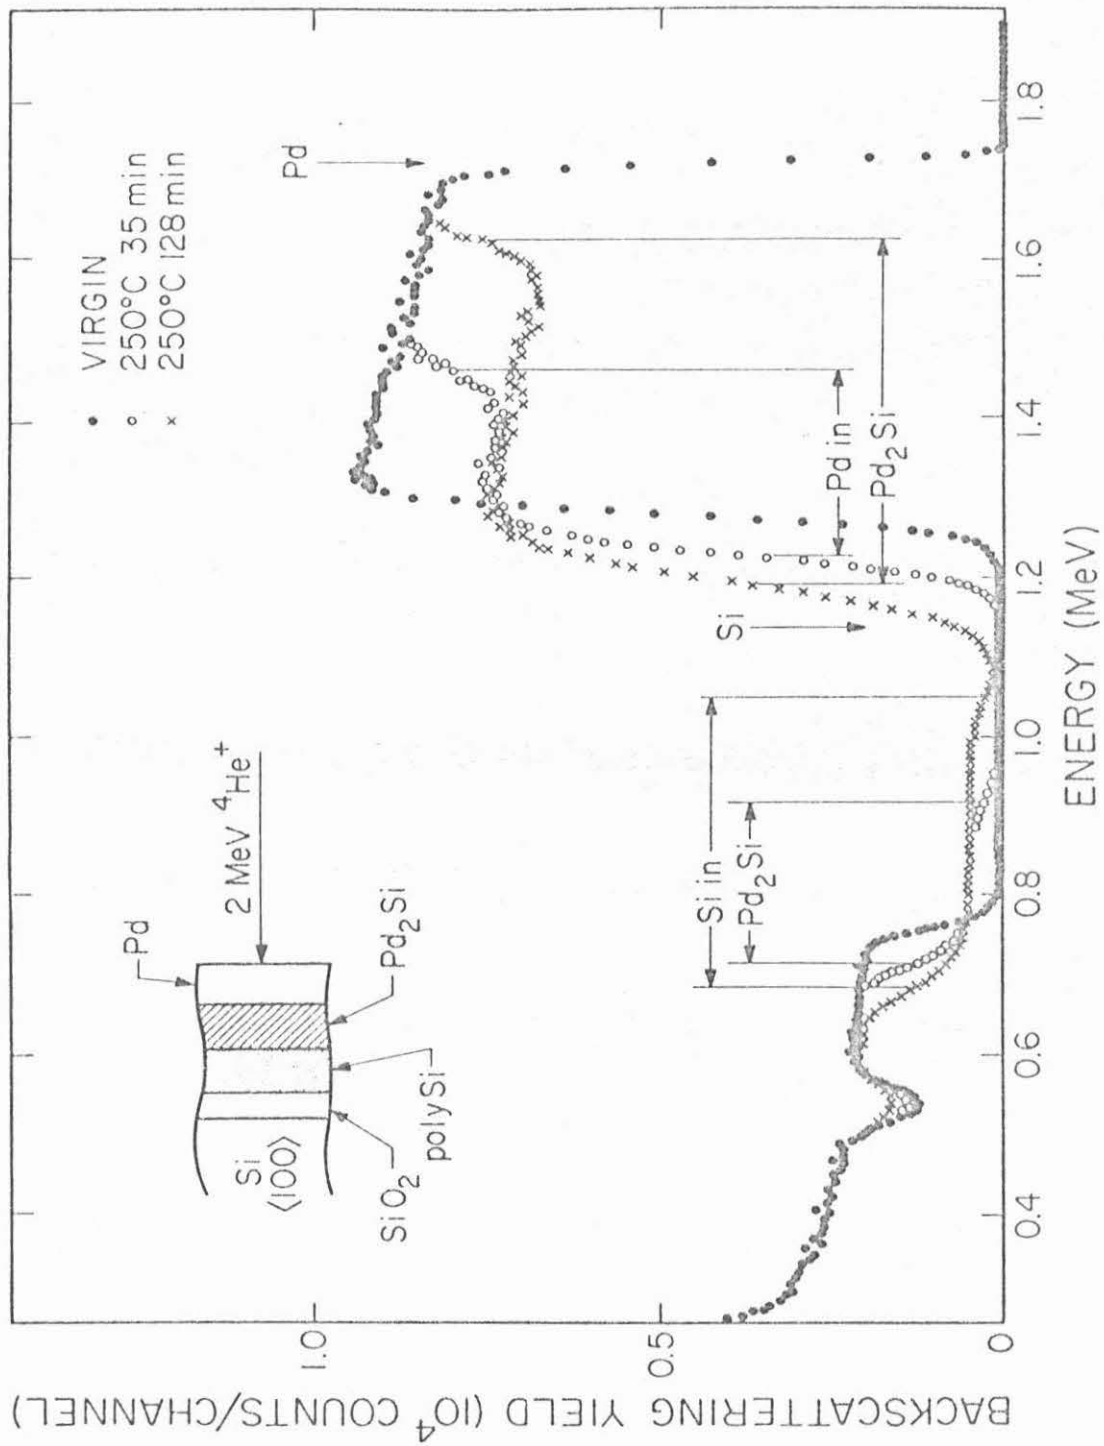 BACKSCATTERING YIELD (10⁴ COUNTS/CHANNEL)
1.0
0.5
0
• VIRGIN
○ 250°C 35 min
× 250°C 128 min
Pd
Pd
2 MeV ⁴He⁺
Pd₂Si
polySi
SiO₂
Si
⟨100⟩
Si in
Pd₂Si
Si
Pd in
Pd₂Si
0.4
0.6
0.8
1.0
1.2
1.4
1.6
1.8
ENERGY (MeV)